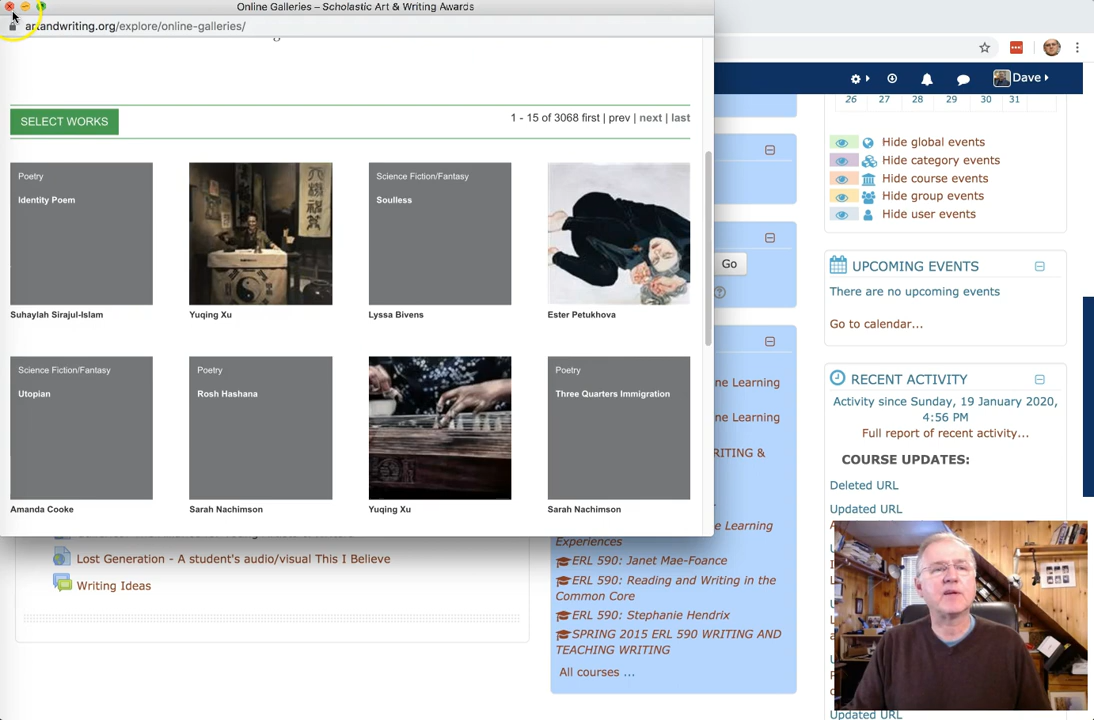 Online Galleries – Scholastic Art & Writing Awards
artandwriting.org/explore/online-galleries/
SELECT WORKS
1 - 15 of 3068 first | prev | next | last
Poetry
Identity Poem
Science Fiction/Fantasy
Soulless
Suhaylah Sirajul-Islam
Yuqing Xu
Lyssa Bivens
Ester Petukhova
Science Fiction/Fantasy
Utopian
Poetry
Rosh Hashana
Poetry
Three Quarters Immigration
Amanda Cooke
Sarah Nachimson
Yuqing Xu
Sarah Nachimson
Lost Generation - A student's audio/visual This I Believe
Writing Ideas
Go
ne Learning
ne Learning
RITING &
e Learning
Experiences
ERL 590: Janet Mae-Foance
ERL 590: Reading and Writing in the
Common Core
ERL 590: Stephanie Hendrix
SPRING 2015 ERL 590 WRITING AND
TEACHING WRITING
All courses ...
Dave
26 27 28 29 30 31
Hide global events
Hide category events
Hide course events
Hide group events
Hide user events
UPCOMING EVENTS
There are no upcoming events
Go to calendar...
RECENT ACTIVITY
Activity since Sunday, 19 January 2020,
4:56 PM
Full report of recent activity...
COURSE UPDATES:
Deleted URL
Updated URL
Updated URL